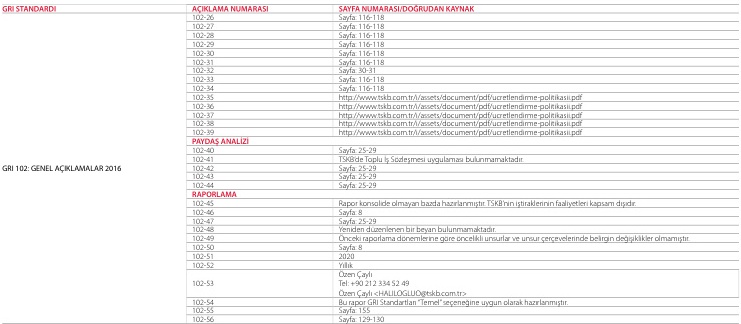 GRI STANDARDI AÇIKLAMA NUMARASI SAYFA NUMARASI/DOĞRUDAN KAYNAK
102-26 Sayfa: 116-118
102-27 Sayfa: 116-118
102-28 Sayfa: 116-118
102-29 Sayfa: 116-118
102-30 Sayfa: 116-118
102-31 Sayfa: 116-118
102-32 Sayfa: 30-31
102-33 Sayfa: 116-118
102-34 Sayfa: 116-118
102-35 http://www.tskb.com.tr/i/assets/document/pdf/ucretlendirme-politikasii.pdf
102-36 http://www.tskb.com.tr/i/assets/document/pdf/ucretlendirme-politikasii.pdf
102-37 http://www.tskb.com.tr/i/assets/document/pdf/ucretlendirme-politikasii.pdf
102-38 http://www.tskb.com.tr/i/assets/document/pdf/ucretlendirme-politikasii.pdf
102-39 http://www.tskb.com.tr/i/assets/document/pdf/ucretlendirme-politikasii.pdf
PAYDAŞ ANALİZİ
102-40 Sayfa: 25-29
102-41 TSKB'de Toplu İş Sözleşmesi uygulaması bulunmamaktadır.
GRI 102: GENEL AÇIKLAMALAR 2016 102-42 Sayfa: 25-29
102-43 Sayfa: 25-29
102-44 Sayfa: 25-29
RAPORLAMA
102-45 Rapor konsolide olmayan bazda hazırlanmıştır. TSKB'nin iştiraklerinin faaliyetleri kapsam dışıdır.
102-46 Sayfa: 8
102-47 Sayfa: 25-29
102-48 Yeniden düzenlenen bir beyan bulunmamaktadır.
102-49 Önceki raporlama dönemlerine göre öncelikli unsurlar ve unsur çerçevelerinde belirgin değişiklikler olmamıştır.
102-50 Sayfa: 8
102-51 2020
102-52 Yıllık
102-53 Özen Çaylı
Tel: +90 212 334 52 49
Özen Çaylı <HALILOGLUO@tskb.com.tr>
102-54 Bu rapor GRI Standartları "Temel" seçeneğine uygun olarak hazırlanmıştır.
102-55 Sayfa: 155
102-56 Sayfa: 129-130